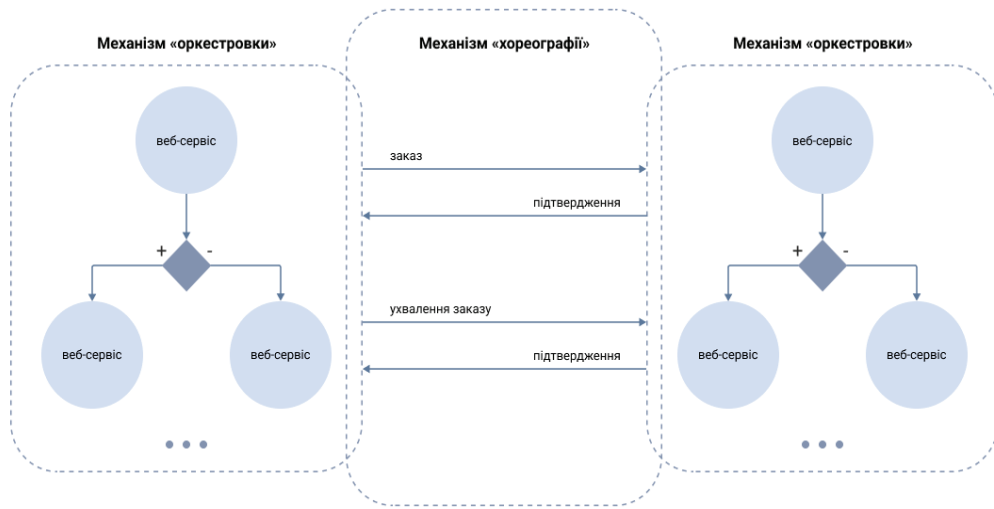 Механізм «оркестровки»
Механізм «хореографії»
Механізм «оркестровки»
веб-сервіс
веб-сервіс
заказ
підтвердження
+ -
+ -
ухвалення заказу
веб-сервіс
веб-сервіс
підтвердження
веб-сервіс
веб-сервіс